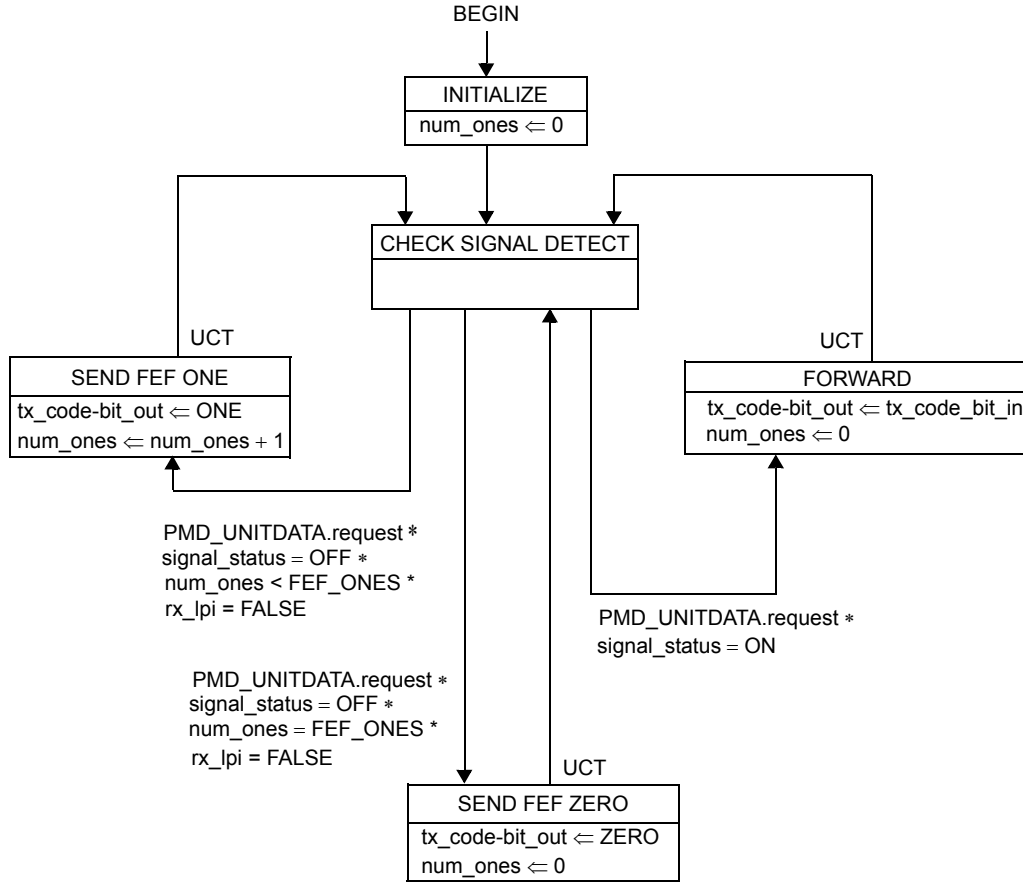 BEGIN
INITIALIZE
num_ones ⇐ 0
CHECK SIGNAL DETECT
UCT
SEND FEF ONE
tx_code-bit_out ⇐ ONE
num_ones ⇐ num_ones + 1
UCT
FORWARD
tx_code-bit_out ⇐ tx_code_bit_in
num_ones ⇐ 0
PMD_UNITDATA.request *
signal_status = OFF *
num_ones < FEF_ONES *
rx_lpi = FALSE
PMD_UNITDATA.request *
signal_status = ON
PMD_UNITDATA.request *
signal_status = OFF *
num_ones = FEF_ONES *
rx_lpi = FALSE
UCT
SEND FEF ZERO
tx_code-bit_out ⇐ ZERO
num_ones ⇐ 0